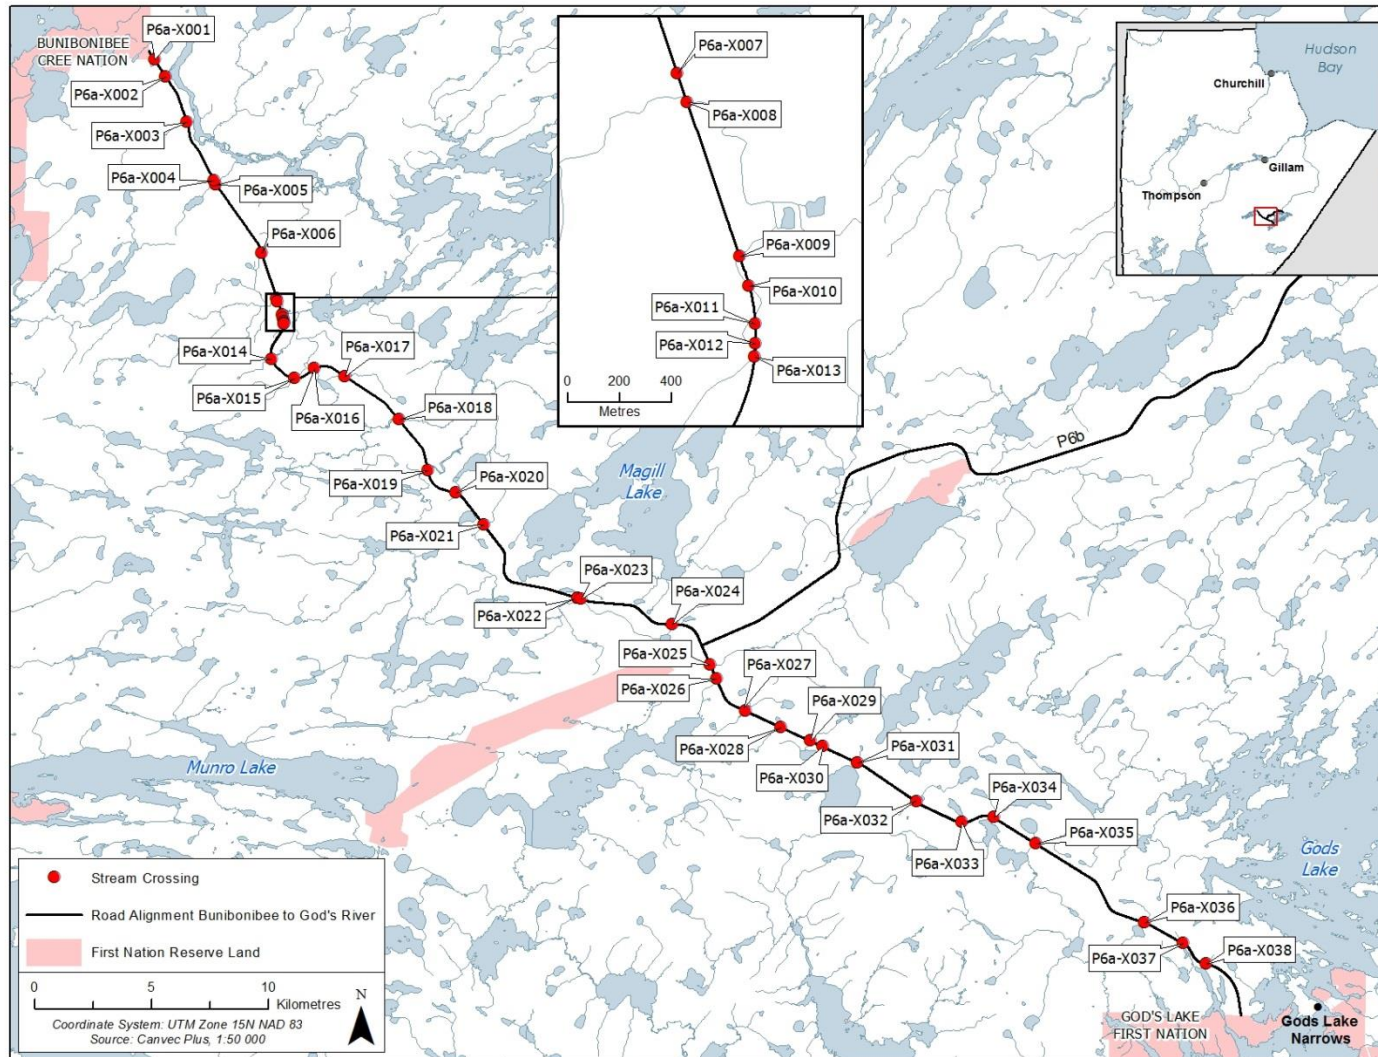 P6a-X001
BUNIBONIBEE
CREE NATION
P6a-X002
P6a-X003
P6a-X004
P6a-X005
P6a-X006
P6a-X007
P6a-X008
P6a-X009
P6a-X010
P6a-X011
P6a-X012
P6a-X013
0 200 400
Metres
Hudson
Bay
Churchill
Gillam
Thompson
P6a-X014
P6a-X015
P6a-X016
P6a-X017
P6a-X018
P6a-X019
P6a-X020
P6a-X021
Magill
Lake
P6b
P6a-X022
P6a-X023
P6a-X024
P6a-X025
P6a-X026
P6a-X027
P6a-X028
P6a-X029
P6a-X030
P6a-X031
P6a-X032
P6a-X033
P6a-X034
P6a-X035
P6a-X036
P6a-X037
P6a-X038
Munro Lake
Gods
Lake
GOD'S LAKE
FIRST NATION
Gods Lake
Narrows
Stream Crossing
Road Alignment Bunibonibee to God's River
First Nation Reserve Land
0 5 10
Kilometres
N
Coordinate System: UTM Zone 15N NAD 83
Source: Canvec Plus, 1:50 000